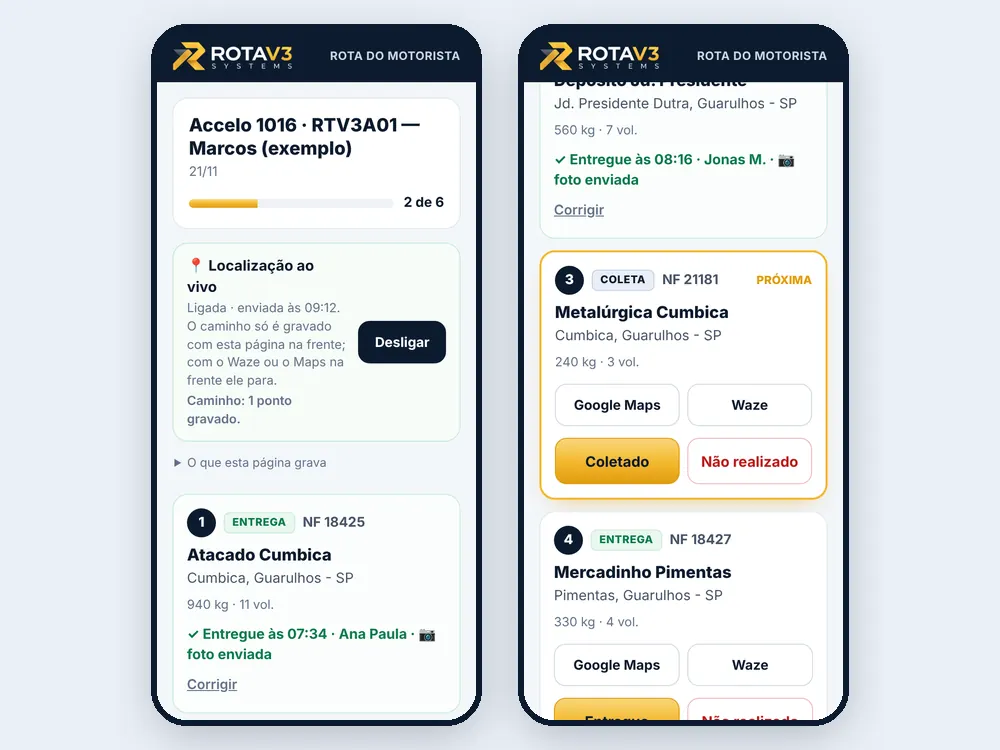 ROTAV3
SYSTEMS
ROTA DO MOTORISTA
Accelo 1016 · RTV3A01 —
Marcos (exemplo)
21/11
2 de 6
📍 Localização ao
vivo
Ligada · enviada às 09:12.
O caminho só é gravado
com esta página na frente;
com o Waze ou o Maps na
frente ele para.
Caminho: 1 ponto
gravado.
Desligar
▶ O que esta página grava
1 ENTREGA NF 18425
Atacado Cumbica
Cumbica, Guarulhos - SP
940 kg · 11 vol.
✓ Entregue às 07:34 · Ana Paula · 📷
foto enviada
Corrigir
ROTAV3
SYSTEMS
ROTA DO MOTORISTA
Depósito Jd. Presidente
Jd. Presidente Dutra, Guarulhos - SP
560 kg · 7 vol.
✓ Entregue às 08:16 · Jonas M. · 📷
foto enviada
Corrigir
3 COLETA NF 21181 PRÓXIMA
Metalúrgica Cumbica
Cumbica, Guarulhos - SP
240 kg · 3 vol.
Google Maps Waze
Coletado Não realizado
4 ENTREGA NF 18427
Mercadinho Pimentas
Pimentas, Guarulhos - SP
330 kg · 4 vol.
Google Maps Waze
Entregue Não realizado